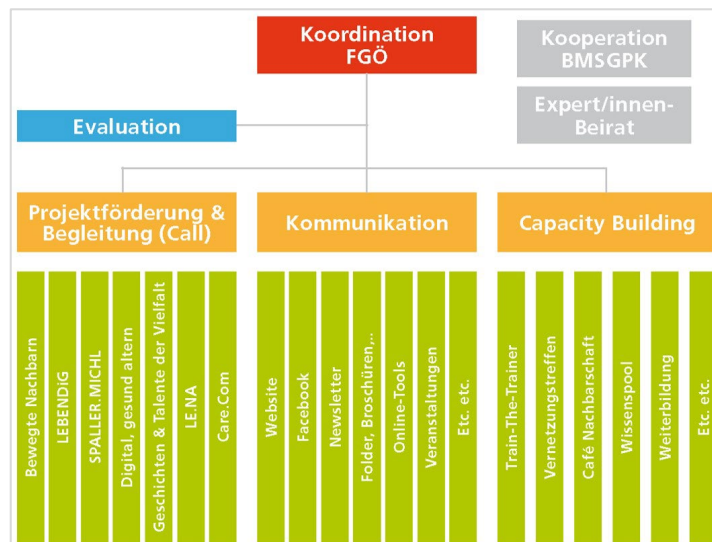 Koordination
FGÖ
Kooperation
BMSGPK
Expert/innen-
Beirat
Evaluation
Projektförderung &
Begleitung (Call)
Kommunikation
Capacity Building
Bewegte Nachbarn
LEBENDiG
SPALLER.MICHL
Digital, gesund altern
Geschichten & Talente der Vielfalt
LE.NA
Care.Com
Website
Facebook
Newsletter
Folder, Broschüren,..
Online-Tools
Veranstaltungen
Etc. etc.
Train-The-Trainer
Vernetzungstreffen
Café Nachbarschaft
Wissenspool
Weiterbildung
Etc. etc.